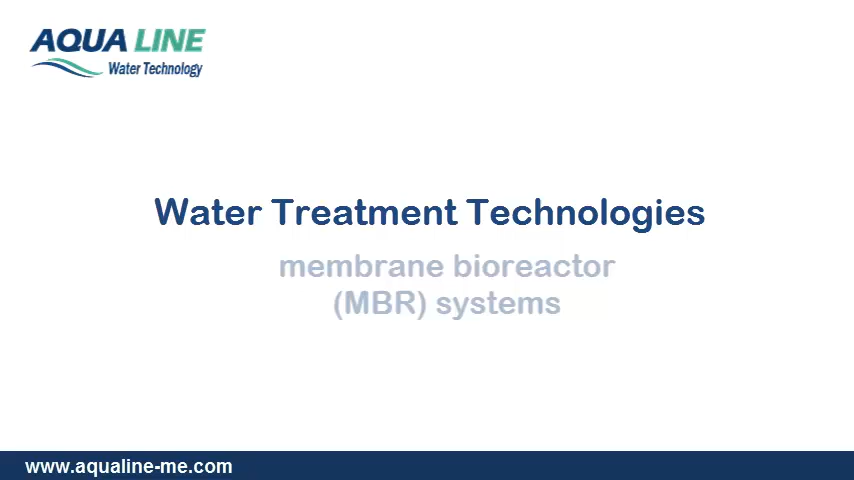 AQUA LINE
Water Technology
Water Treatment Technologies
membrane bioreactor
(MBR) systems
www.aqualine-me.com